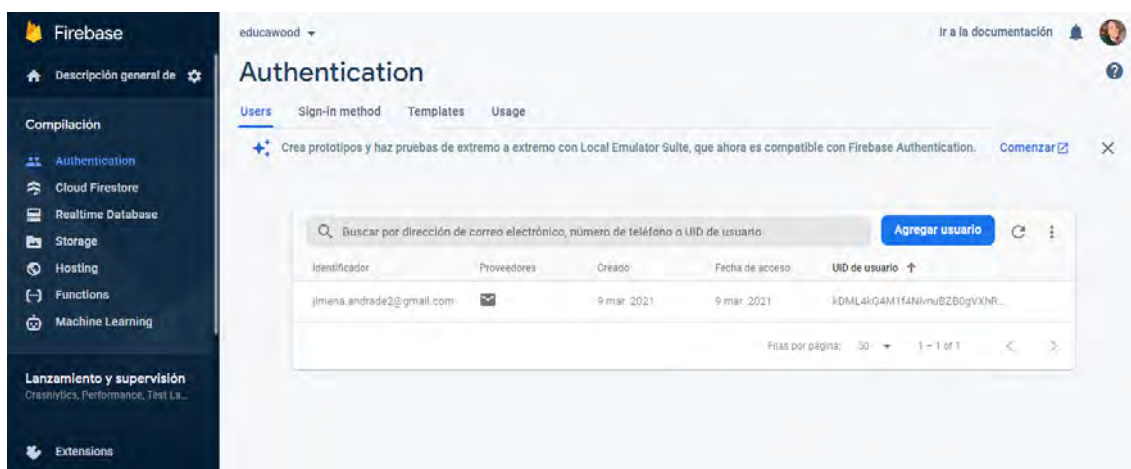 Firebase
Descripción general de
Compilación
Authentication
Cloud Firestore
Realtime Database
Storage
Hosting
Functions
Machine Learning
Lanzamiento y supervisión
Crashlytics, Performance, Test La...
Extensions
educawood
Ir a la documentación
Authentication
Users Sign-in method Templates Usage
Crea prototipos y haz pruebas de extremo a extremo con Local Emulator Suite, que ahora es compatible con Firebase Authentication. Comenzar
Buscar por dirección de correo electrónico, número de teléfono o UID de usuario Agregar usuario
Identificador Proveedores Creado Fecha de acceso UID de usuario
jimena.andrade2@gmail.com 9 mar. 2021 9 mar. 2021
Filas por página: 50 1 – 1 of 1